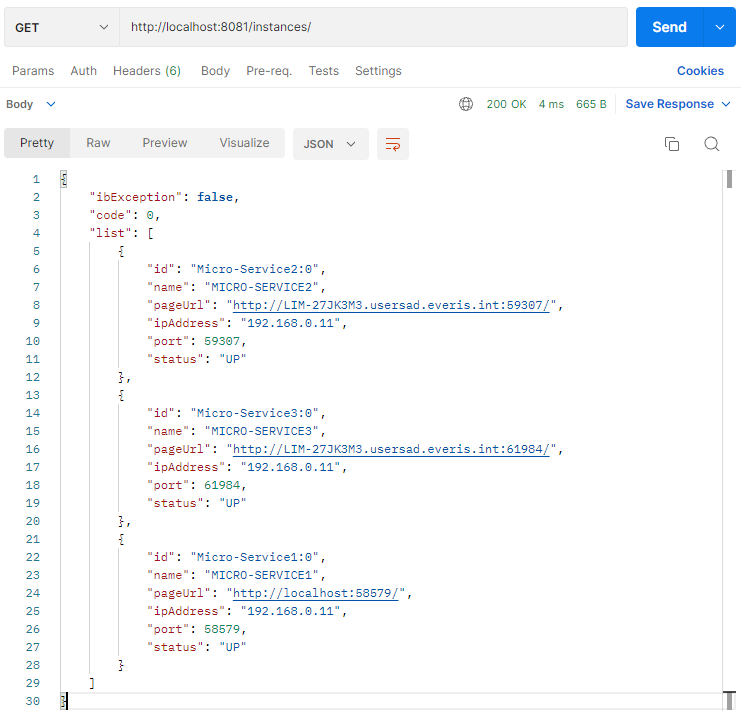 GET http://localhost:8081/instances/ Send
Params Auth Headers (6) Body Pre-req. Tests Settings Cookies
Body 200 OK 4 ms 665 B Save Response
Pretty Raw Preview Visualize JSON
1 {
2 "ibException": false,
3 "code": 0,
4 "list": [
5 {
6 "id": "Micro-Service2:0",
7 "name": "MICRO-SERVICE2",
8 "pageUrl": "http://LIM-27JK3M3.usersad.everis.int:59307/",
9 "ipAddress": "192.168.0.11",
10 "port": 59307,
11 "status": "UP"
12 },
13 {
14 "id": "Micro-Service3:0",
15 "name": "MICRO-SERVICE3",
16 "pageUrl": "http://LIM-27JK3M3.usersad.everis.int:61984/",
17 "ipAddress": "192.168.0.11",
18 "port": 61984,
19 "status": "UP"
20 },
21 {
22 "id": "Micro-Service1:0",
23 "name": "MICRO-SERVICE1",
24 "pageUrl": "http://localhost:58579/",
25 "ipAddress": "192.168.0.11",
26 "port": 58579,
27 "status": "UP"
28 }
29 ]
30 }